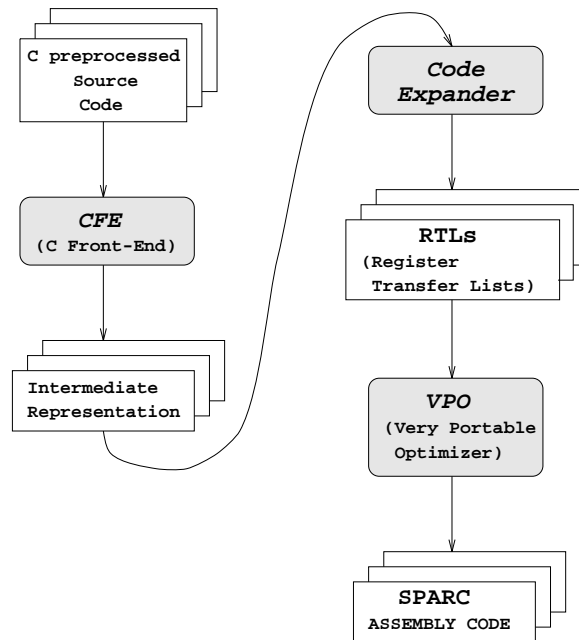 C preprocessed
Source
Code
CFE
(C Front-End)
Intermediate
Representation
Code
Expander
RTLs
(Register
Transfer Lists)
VPO
(Very Portable
Optimizer)
SPARC
ASSEMBLY CODE